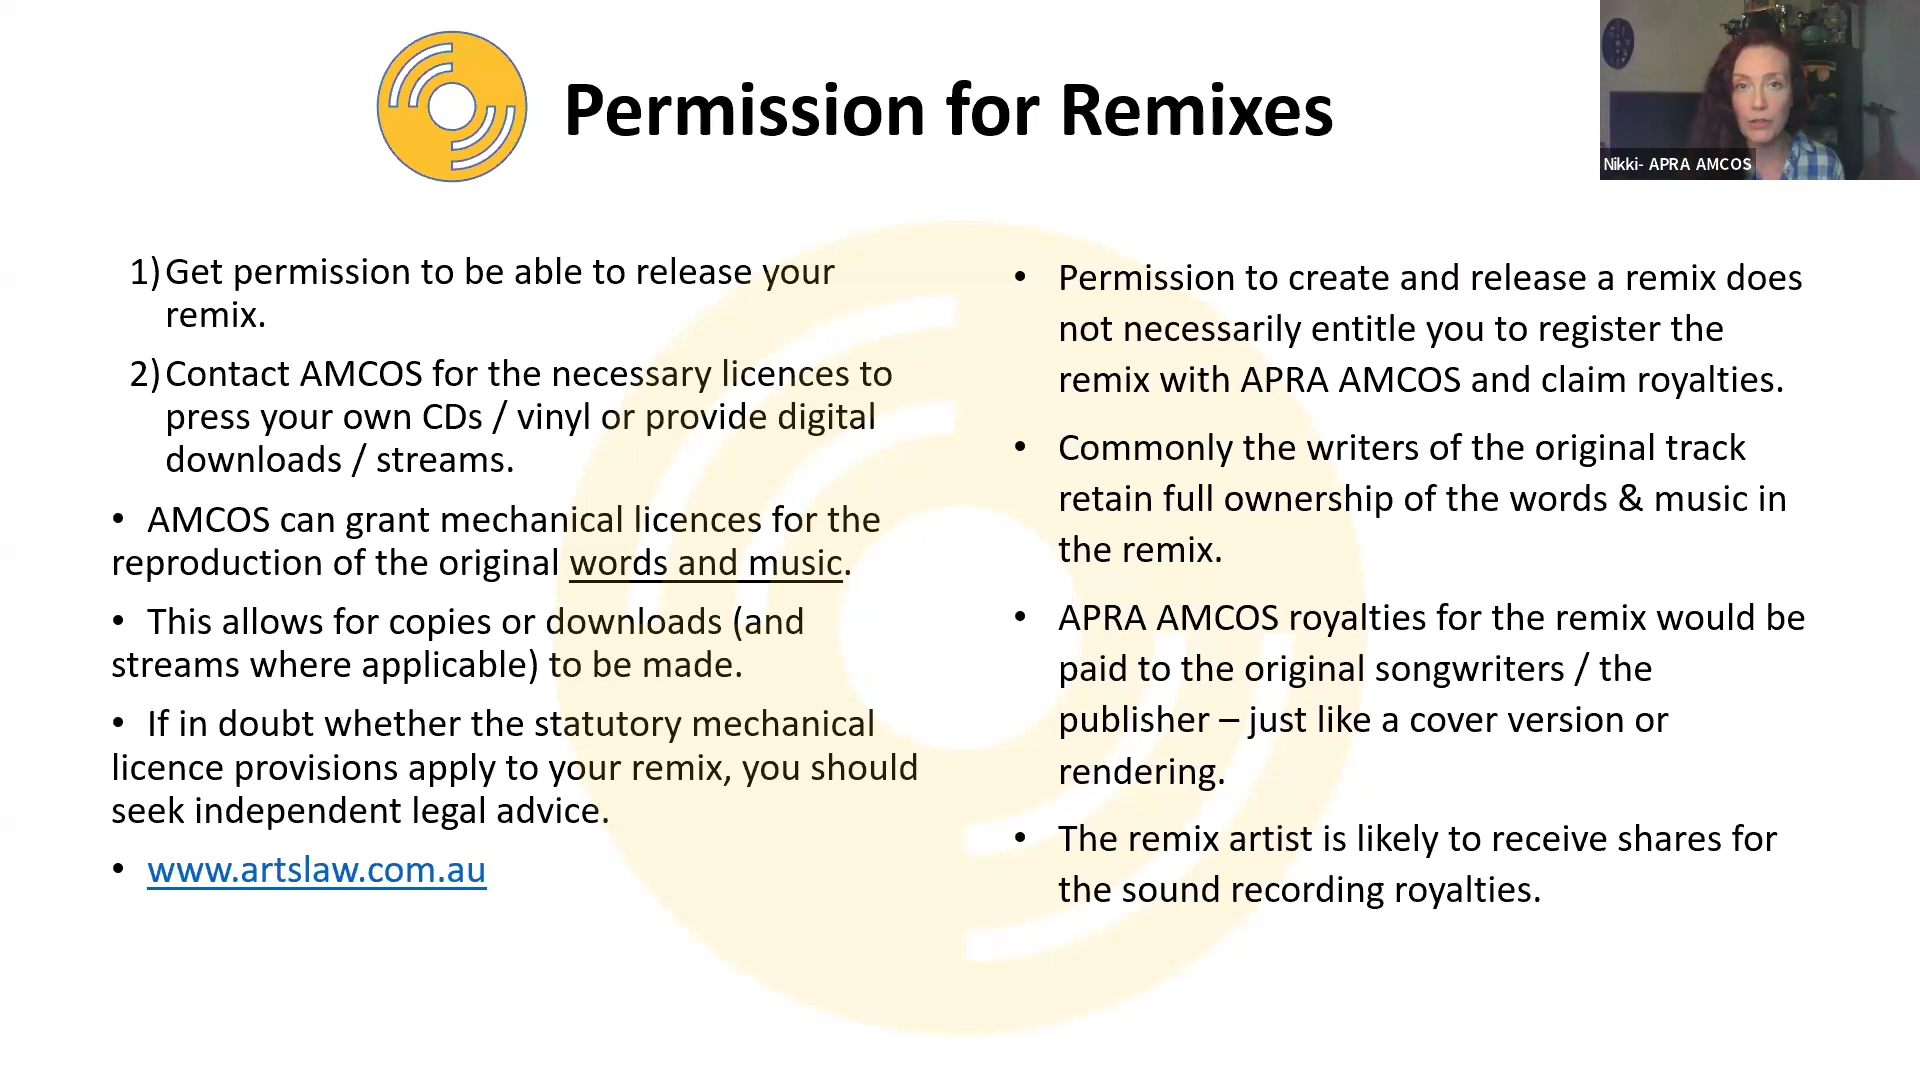 Permission for Remixes
Nikki- APRA AMCOS
1) Get permission to be able to release your
remix.
2) Contact AMCOS for the necessary licences to
press your own CDs / vinyl or provide digital
downloads / streams.
• AMCOS can grant mechanical licences for the
reproduction of the original words and music.
• This allows for copies or downloads (and
streams where applicable) to be made.
• If in doubt whether the statutory mechanical
licence provisions apply to your remix, you should
seek independent legal advice.
• www.artslaw.com.au
• Permission to create and release a remix does
not necessarily entitle you to register the
remix with APRA AMCOS and claim royalties.
• Commonly the writers of the original track
retain full ownership of the words & music in
the remix.
• APRA AMCOS royalties for the remix would be
paid to the original songwriters / the
publisher – just like a cover version or
rendering.
• The remix artist is likely to receive shares for
the sound recording royalties.